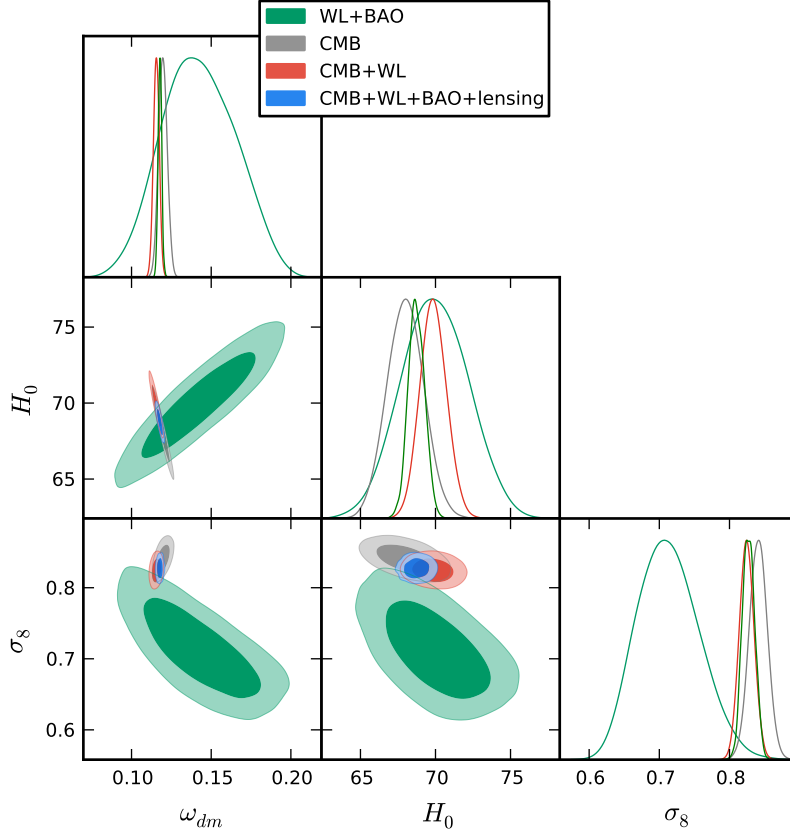 WL+BAO
CMB
CMB+WL
CMB+WL+BAO+lensing
75
70
65
H₀
0.8
0.7
0.6
σ₈
0.10 0.15 0.20
65 70 75
0.6 0.7 0.8
ω_dm
H₀
σ₈